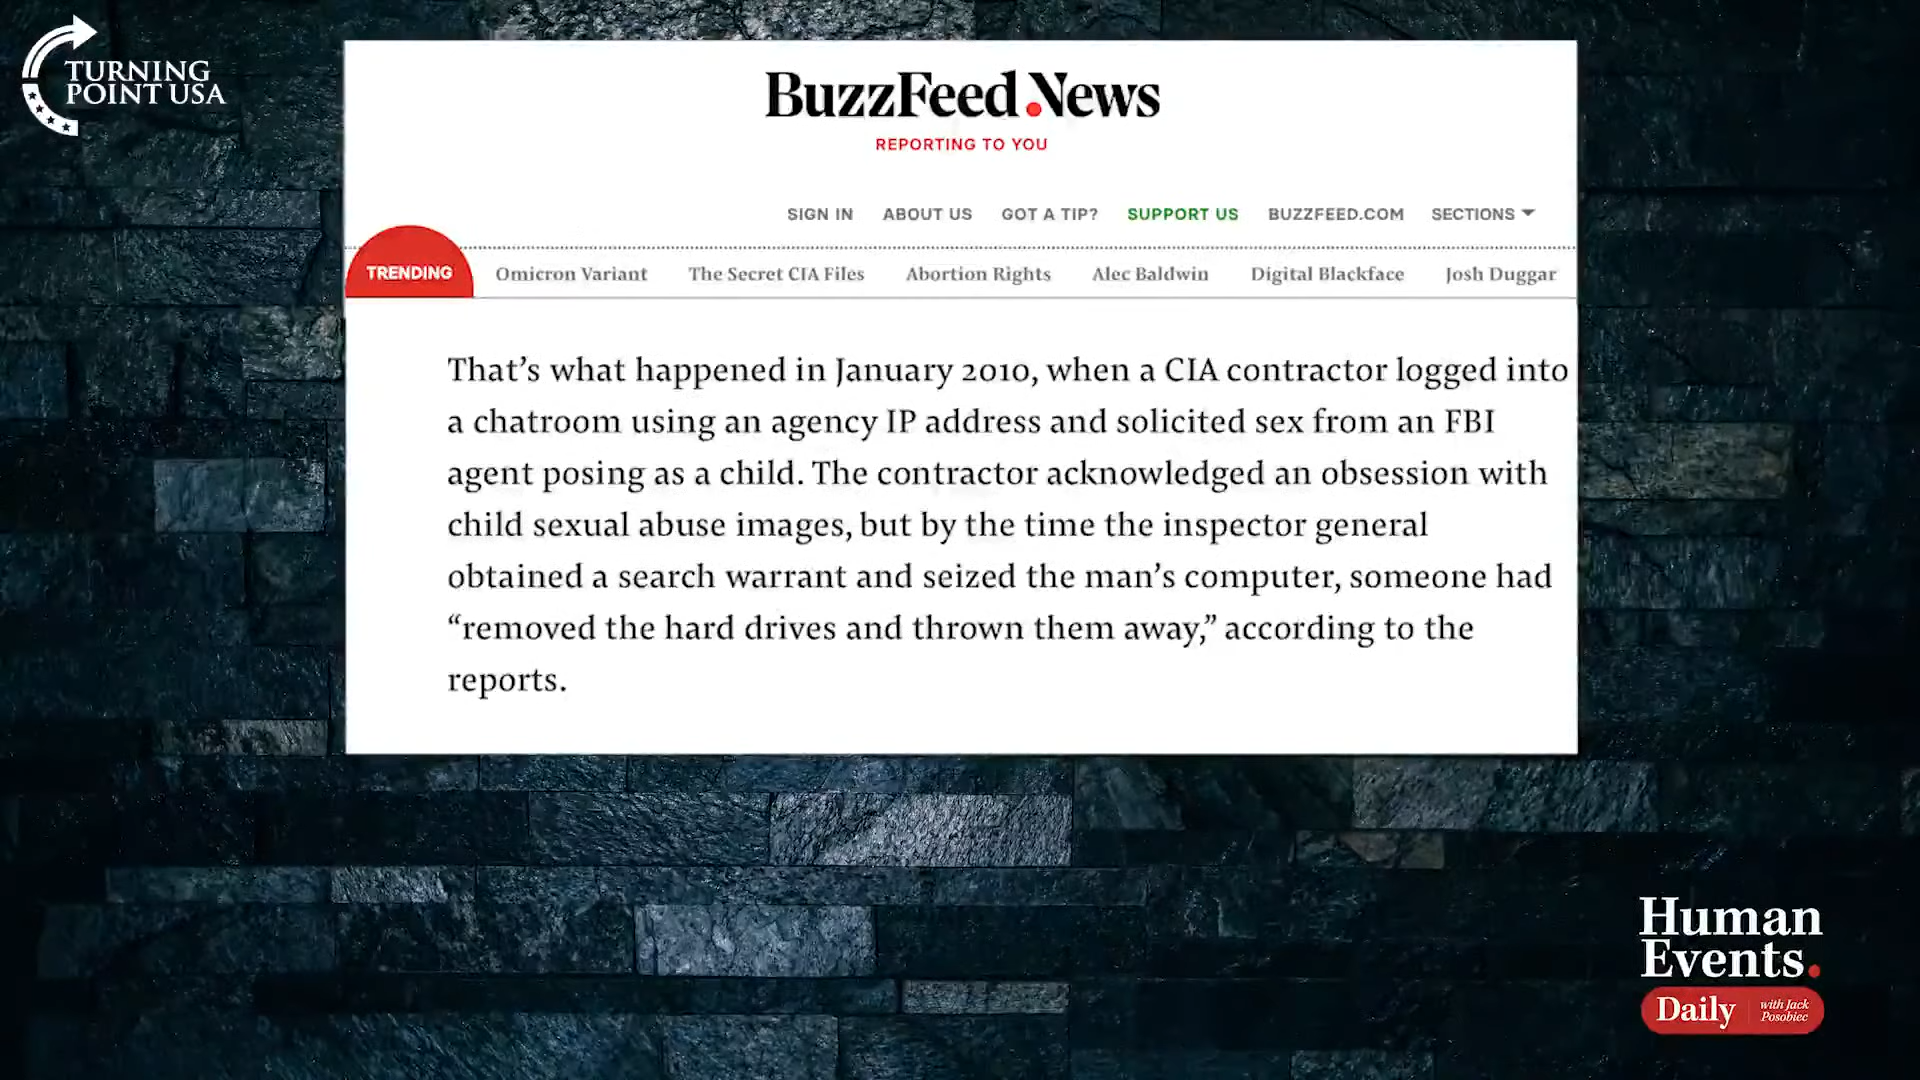 TURNING
POINT USA
BuzzFeed News
REPORTING TO YOU
SIGN IN ABOUT US GOT A TIP? SUPPORT US BUZZFEED.COM SECTIONS
TRENDING Omicron Variant The Secret CIA Files Abortion Rights Alec Baldwin Digital Blackface Josh Duggar
That’s what happened in January 2010, when a CIA contractor logged into
a chatroom using an agency IP address and solicited sex from an FBI
agent posing as a child. The contractor acknowledged an obsession with
child sexual abuse images, but by the time the inspector general
obtained a search warrant and seized the man’s computer, someone had
“removed the hard drives and thrown them away,” according to the
reports.
Human
Events.
Daily with Jack
Posobiec